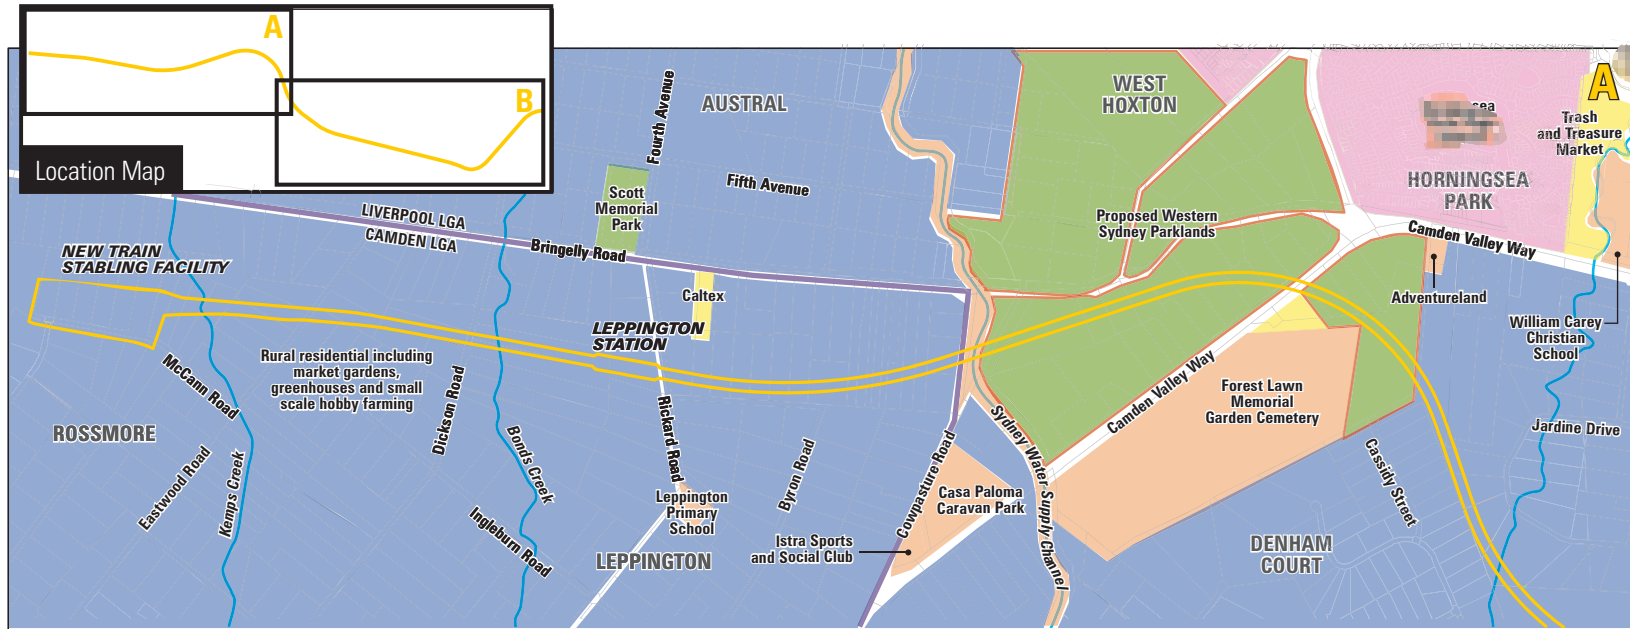 A
B
Location Map
A
AUSTRAL
Fourth Avenue
Fifth Avenue
WEST
HOXTON
Trash
and Treasure
Market
HORNINGSEA
PARK
Scott
Memorial
Park
LIVERPOOL LGA
CAMDEN LGA
Bringelly Road
Proposed Western
Sydney Parklands
Camden Valley Way
NEW TRAIN
STABLING FACILITY
Caltex
Adventureland
LEPPINGTON
STATION
William Carey
Christian
School
Rural residential including
market gardens,
greenhouses and small
scale hobby farming
McCann Road
Dickson Road
Camden Valley Way
Forest Lawn
Memorial
Garden Cemetery
ROSSMORE
Rickard Road
Sydney Water Supply Channel
Jardine Drive
Eastwood Road
Kemps Creek
Bonds Creek
Byron Road
Cowpasture Road
Cassidy Street
Leppington
Primary
School
Casa Paloma
Caravan Park
Ingleburn Road
Istra Sports
and Social Club
LEPPINGTON
DENHAM
COURT